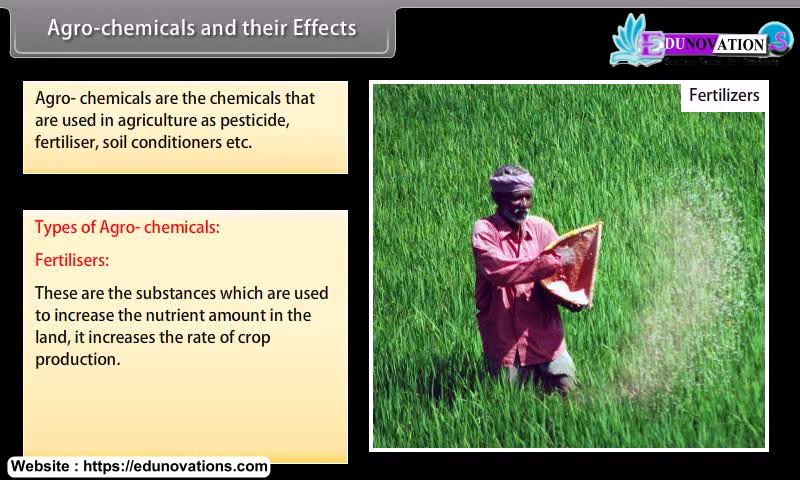 Agro-chemicals and their Effects
EDUNOVATION.S
Agro- chemicals are the chemicals that
are used in agriculture as pesticide,
fertiliser, soil conditioners etc.
Fertilizers
Types of Agro- chemicals:
Fertilisers:
These are the substances which are used
to increase the nutrient amount in the
land, it increases the rate of crop
production.
Website : https://edunovations.com